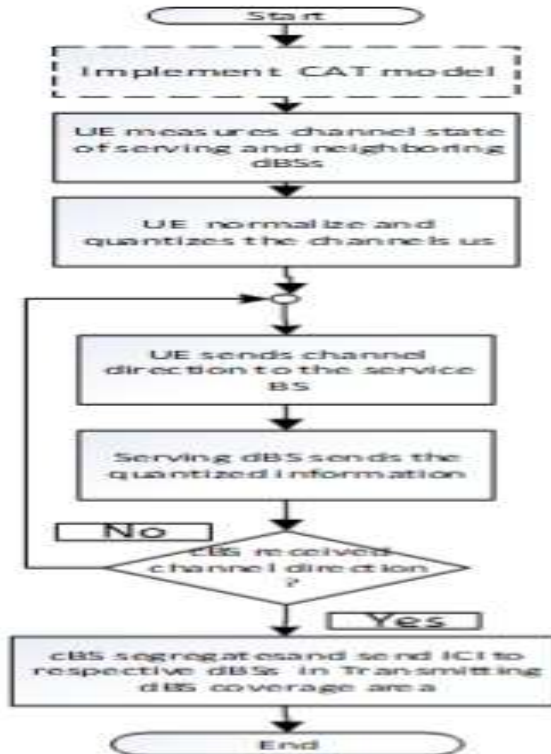 Start
Implement CAT model
UE measures channel state
of serving and neighboring
dBSs
UE normalize and
quantizes the channels us
UE sends channel
direction to the service
BS
Serving dBS sends the
quantized information
No
cBS received
channel direction
?
Yes
cBS segregatesand send ICI to
respective dBSs in Transmitting
dBS coverage area
End